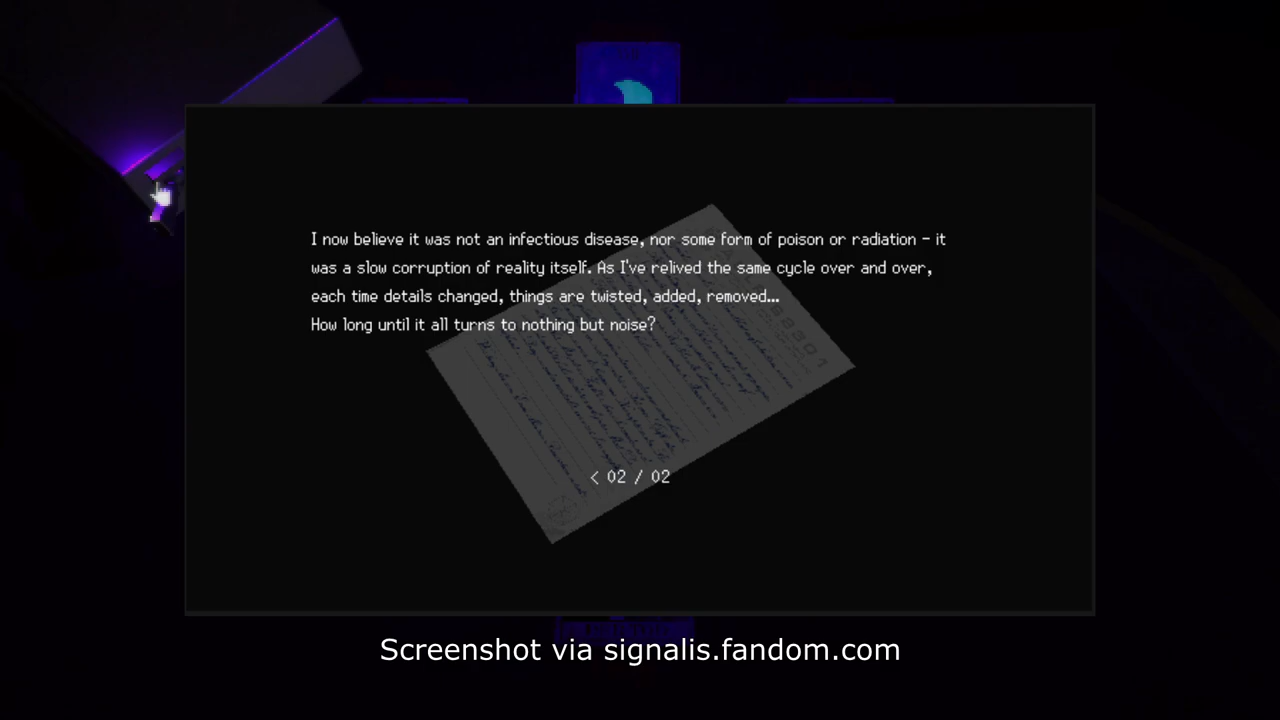 I now believe it was not an infectious disease, nor some form of poison or radiation - it
was a slow corruption of reality itself. As I've relived the same cycle over and over,
each time details changed, things are twisted, added, removed...
How long until it all turns to nothing but noise?
< 02 / 02
Screenshot via signalis.fandom.com